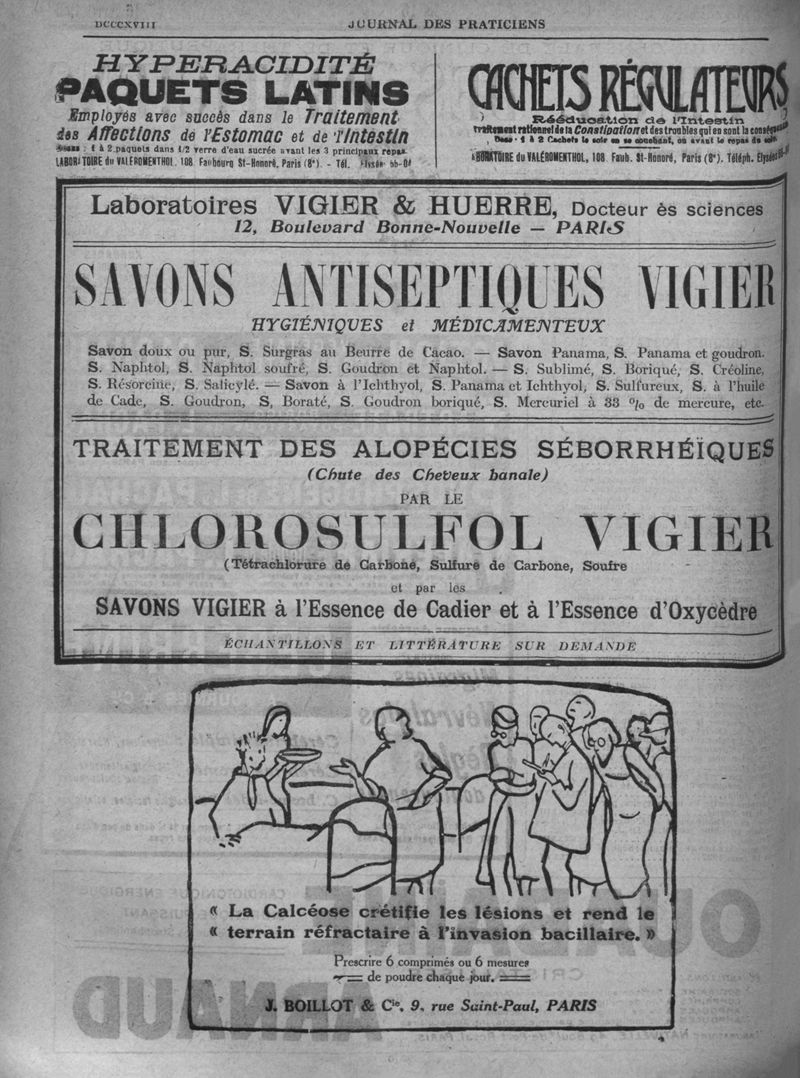 DCCCXVIII
JOURNAL DES PRATICIENS
HYPERACIDITÉ
PAQUETS LATINS
Employés avec succès dans le Traitement
des Affections de l'Estomac et de l'Intestin
: 1 à 2 paquets dans 1/2 verre d'eau sucrée avant les 3 principaux repas
LABORATOIRE du VALÉROMENTHOL, 108, Faubourg St-Honoré, Paris (8e). - Tél.
CACHETS RÉGULATEURS
Rééducation de l'Intestin
Traitement rationnel de la Constipation et des troubles qui en sont la
Dose : 1 à 2 Cachets le soir en se couchant, ou avant le repas du soir
LABORATOIRE du VALÉROMENTHOL, 108, Faub. St-Honoré, Paris (8e). Téléph.
Laboratoires VIGIER & HUERRE, Docteur ès sciences
12, Boulevard Bonne-Nouvelle — PARIS
SAVONS ANTISEPTIQUES VIGIER
HYGIÉNIQUES et MÉDICAMENTEUX
Savon doux ou pur, S. Surgras au Beurre de Cacao. — Savon Panama, S. Panama et goudron.
S. Naphtol, S. Naphtol soufré, S. Goudron et Naphtol. — S. Sublimé, S. Boriqué, S. Créoline,
S. Résorcine, S. Salicylé. — Savon à l'Ichthyol, S. Panama et Ichthyol, S. Sulfureux, S. à l'huile
de Cade, S. Goudron, S, Boraté, S. Goudron boriqué, S. Mercuriel à 33 % de mercure, etc.
TRAITEMENT DES ALOPÉCIES SÉBORRHÉÏQUES
(Chute des Cheveux banale)
PAR LE
CHLOROSULFOL VIGIER
(Tétrachlorure de Carbone, Sulfure de Carbone, Soufre
et par les
SAVONS VIGIER à l'Essence de Cadier et à l'Essence d'Oxycèdre
ÉCHANTILLONS ET LITTÉRATURE SUR DEMANDE
« La Calcéose crétifie les lésions et rend le
« terrain réfractaire à l'invasion bacillaire. »
Prescrire 6 comprimés ou 6 mesures
de poudre chaque jour.
J. BOILLOT & Cie, 9, rue Saint-Paul, PARIS